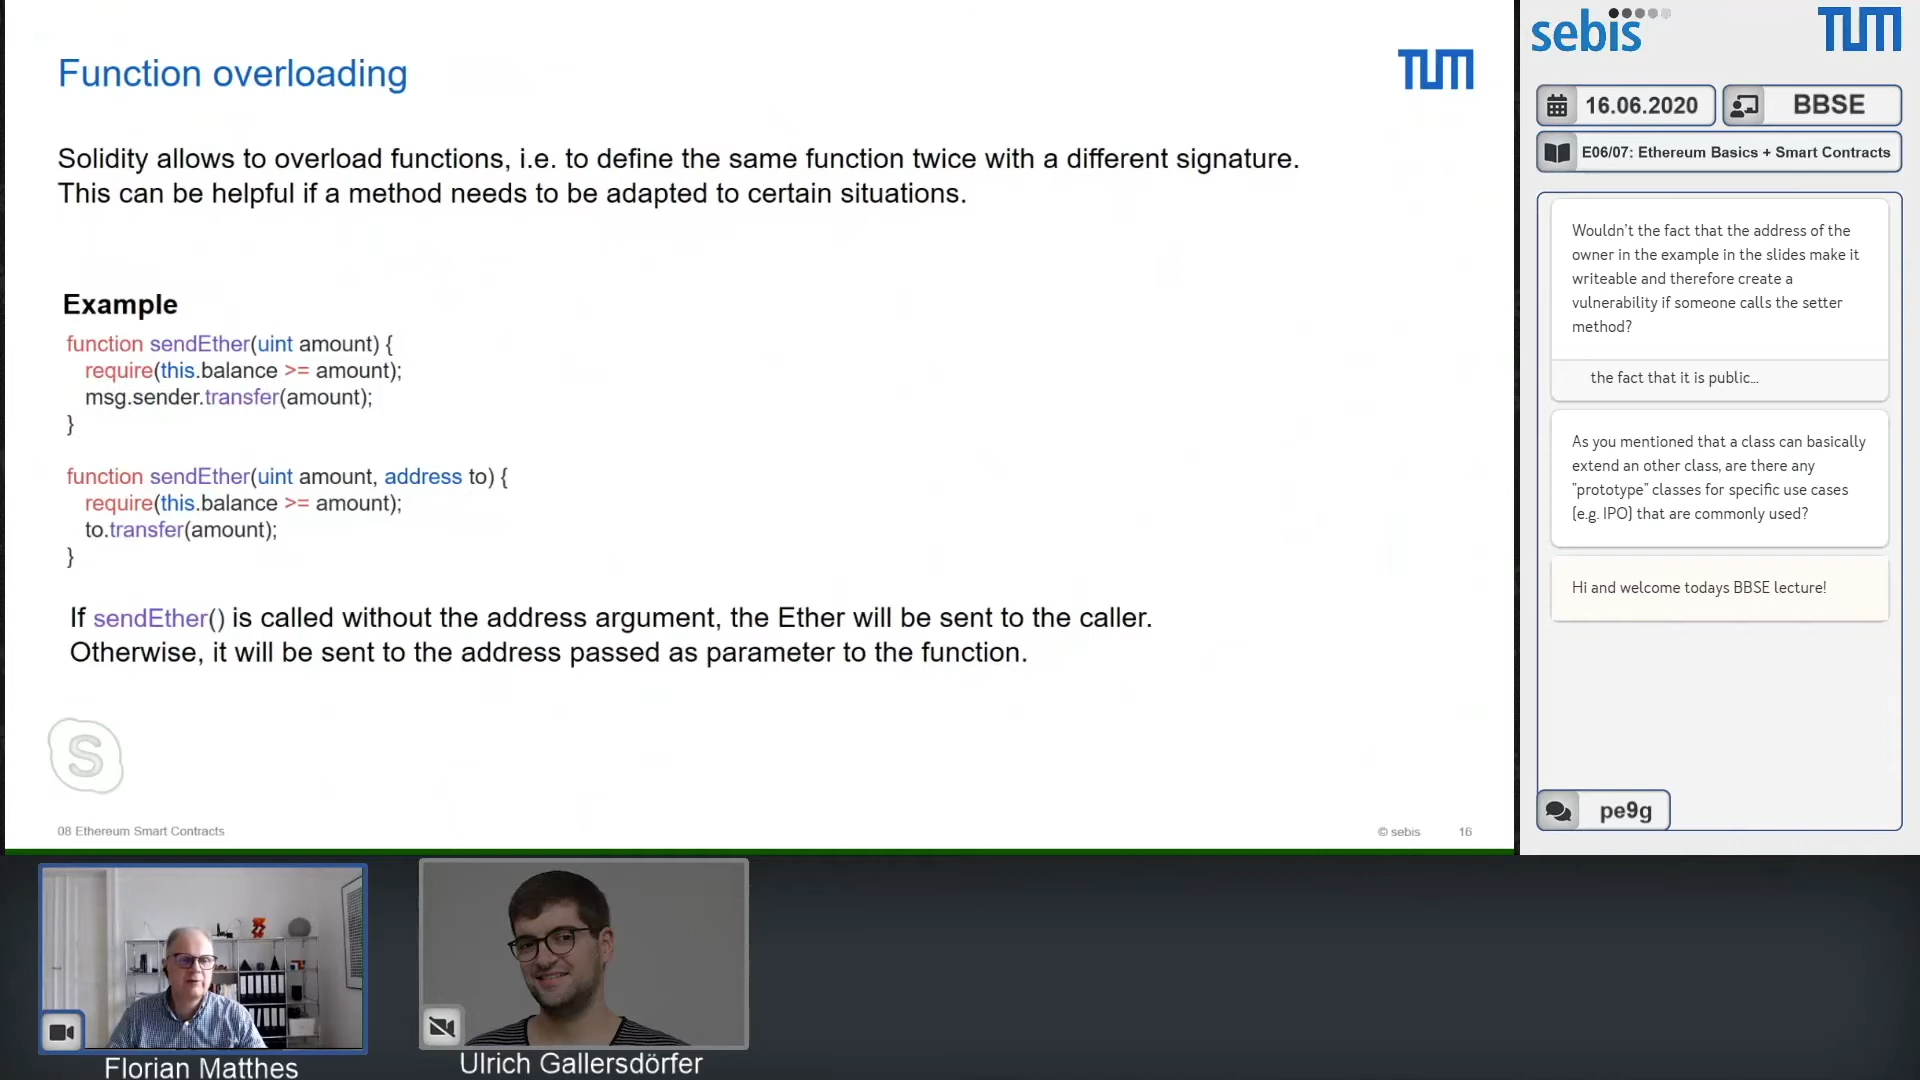 Function overloading
TUM
Solidity allows to overload functions, i.e. to define the same function twice with a different signature.
This can be helpful if a method needs to be adapted to certain situations.
Example
function sendEther(uint amount) {
require(this.balance >= amount);
msg.sender.transfer(amount);
}
function sendEther(uint amount, address to) {
require(this.balance >= amount);
to.transfer(amount);
}
If sendEther() is called without the address argument, the Ether will be sent to the caller.
Otherwise, it will be sent to the address passed as parameter to the function.
S
08 Ethereum Smart Contracts
© sebis
16
sebis
TUM
16.06.2020
BBSE
E06/07: Ethereum Basics + Smart Contracts
Wouldn't the fact that the address of the
owner in the example in the slides make it
writeable and therefore create a
vulnerability if someone calls the setter
method?
the fact that it is public...
As you mentioned that a class can basically
extend an other class, are there any
"prototype" classes for specific use cases
(e.g. IPO) that are commonly used?
Hi and welcome todays BBSE lecture!
pe9g
Florian Matthes
Ulrich Gallersdörfer